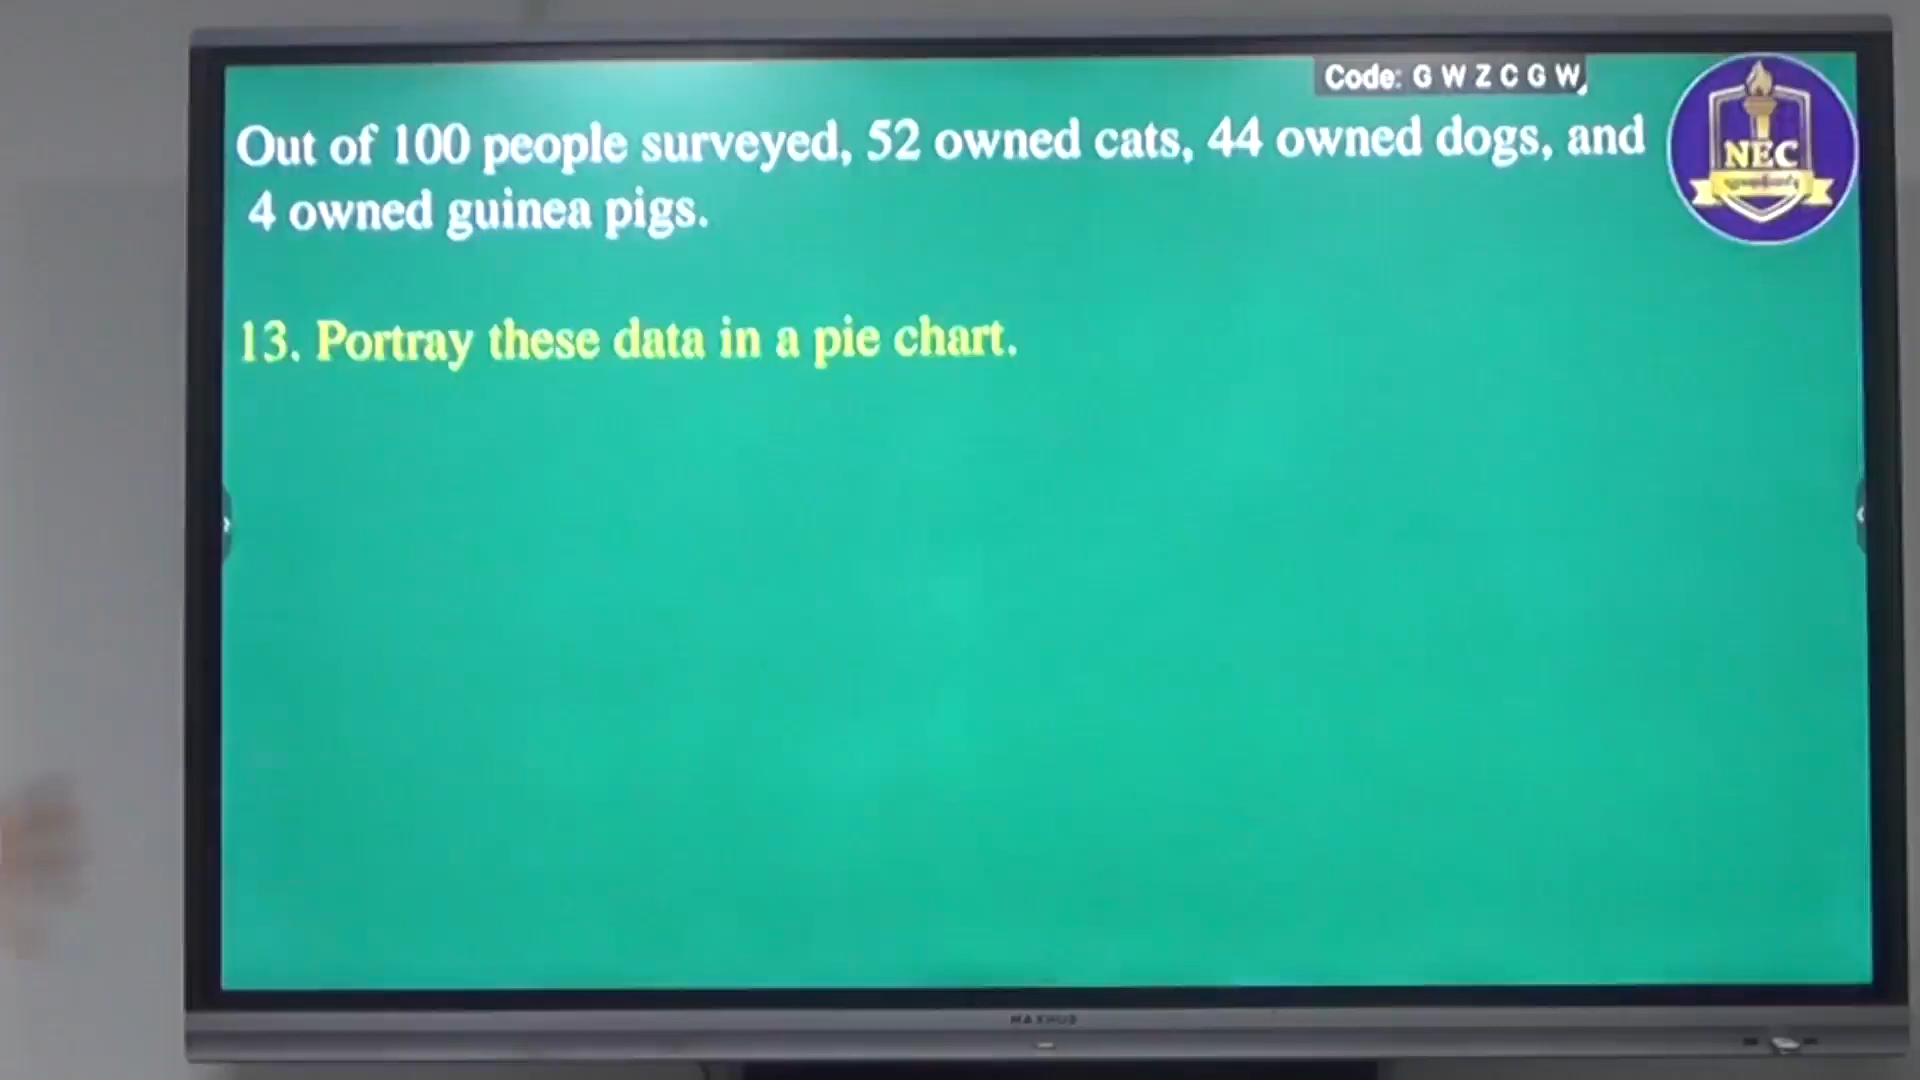 Code: G W Z C G W
Out of 100 people surveyed, 52 owned cats, 44 owned dogs, and
4 owned guinea pigs.
NEC
13. Portray these data in a pie chart.
MAXHUB